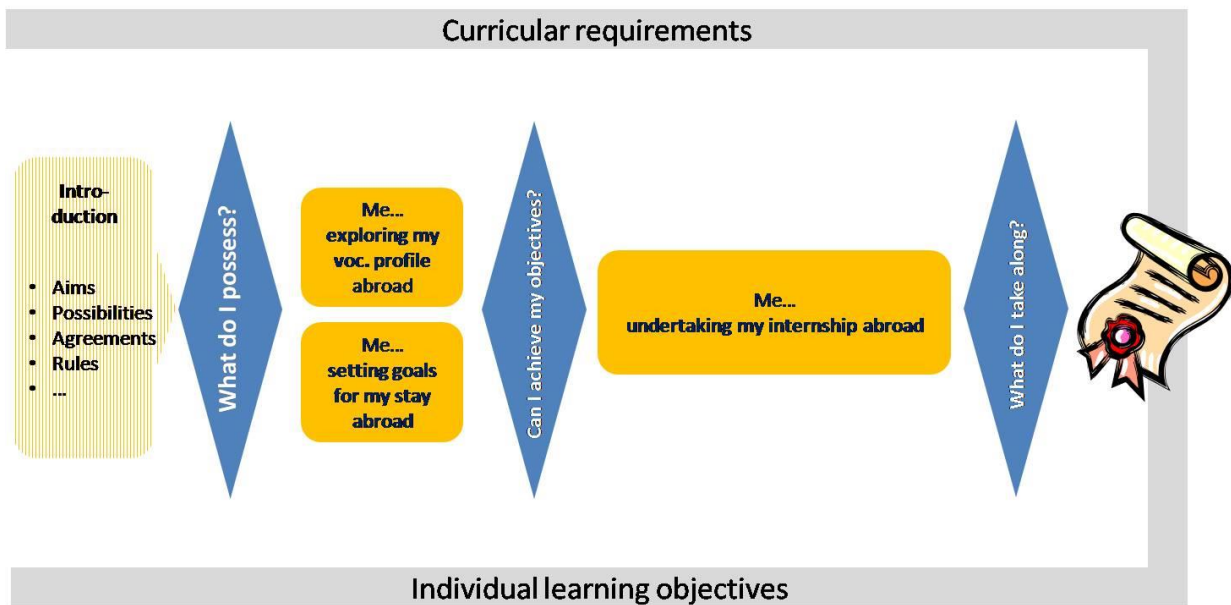 Curricular requirements
Intro-
duction
• Aims
• Possibilities
• Agreements
• Rules
• ...
What do I possess?
Me...
exploring my
voc. profile
abroad
Me...
setting goals
for my stay
abroad
Can I achieve my objectives?
Me...
undertaking my internship abroad
What do I take along?
Individual learning objectives